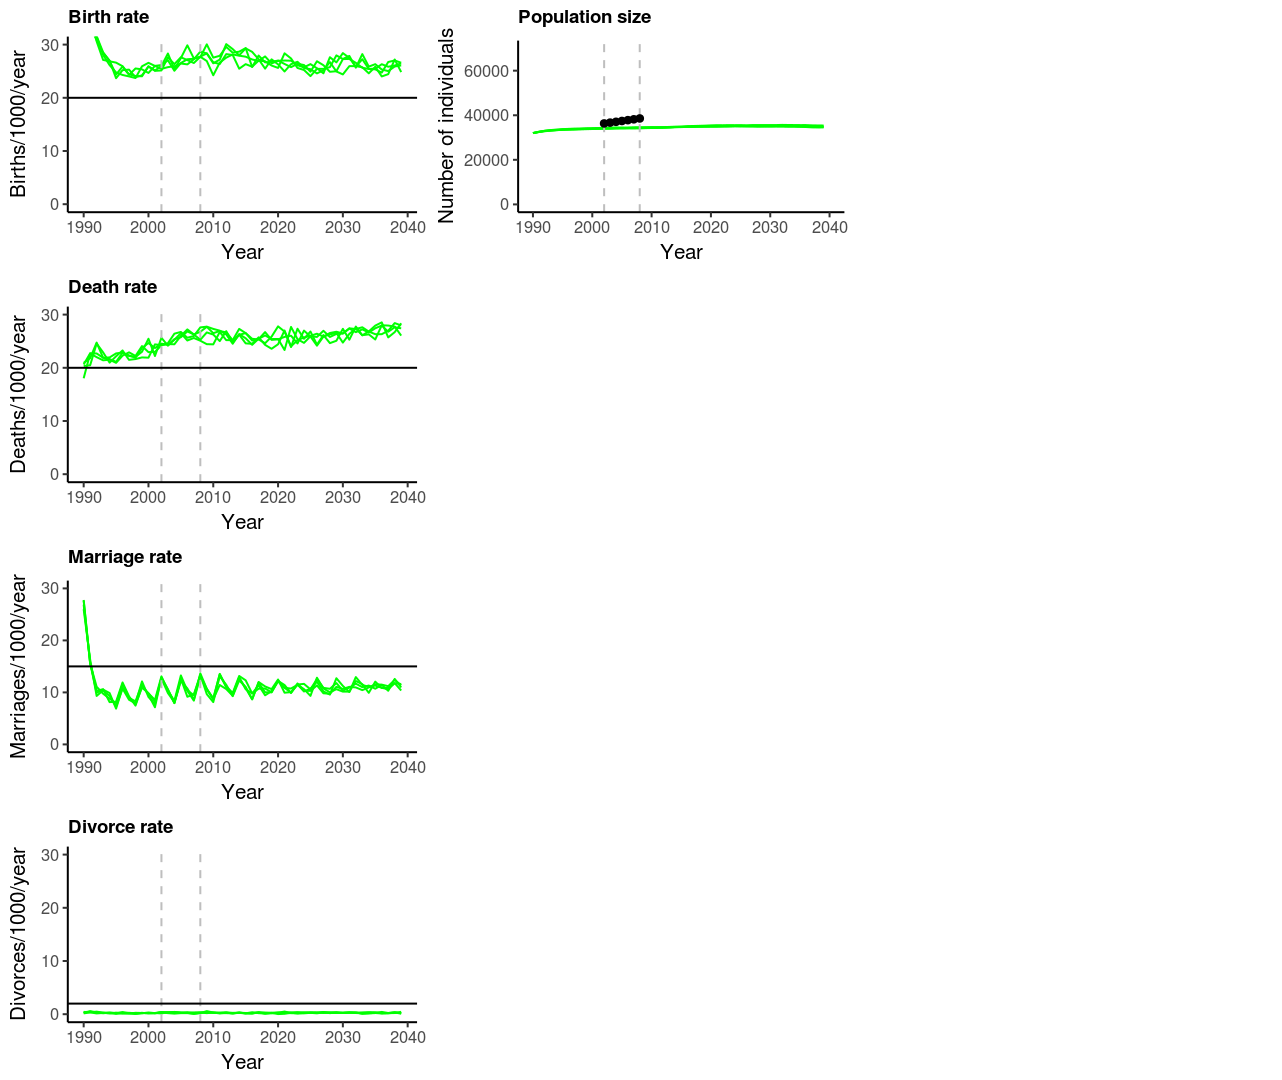 Birth rate
Births/1000/year
30
20
10
0
1990 2000 2010 2020 2030 2040
Year
Population size
Number of individuals
60000
40000
20000
0
1990 2000 2010 2020 2030 2040
Year
Death rate
Deaths/1000/year
30
20
10
0
1990 2000 2010 2020 2030 2040
Year
Marriage rate
Marriages/1000/year
30
20
10
0
1990 2000 2010 2020 2030 2040
Year
Divorce rate
Divorces/1000/year
30
20
10
0
1990 2000 2010 2020 2030 2040
Year